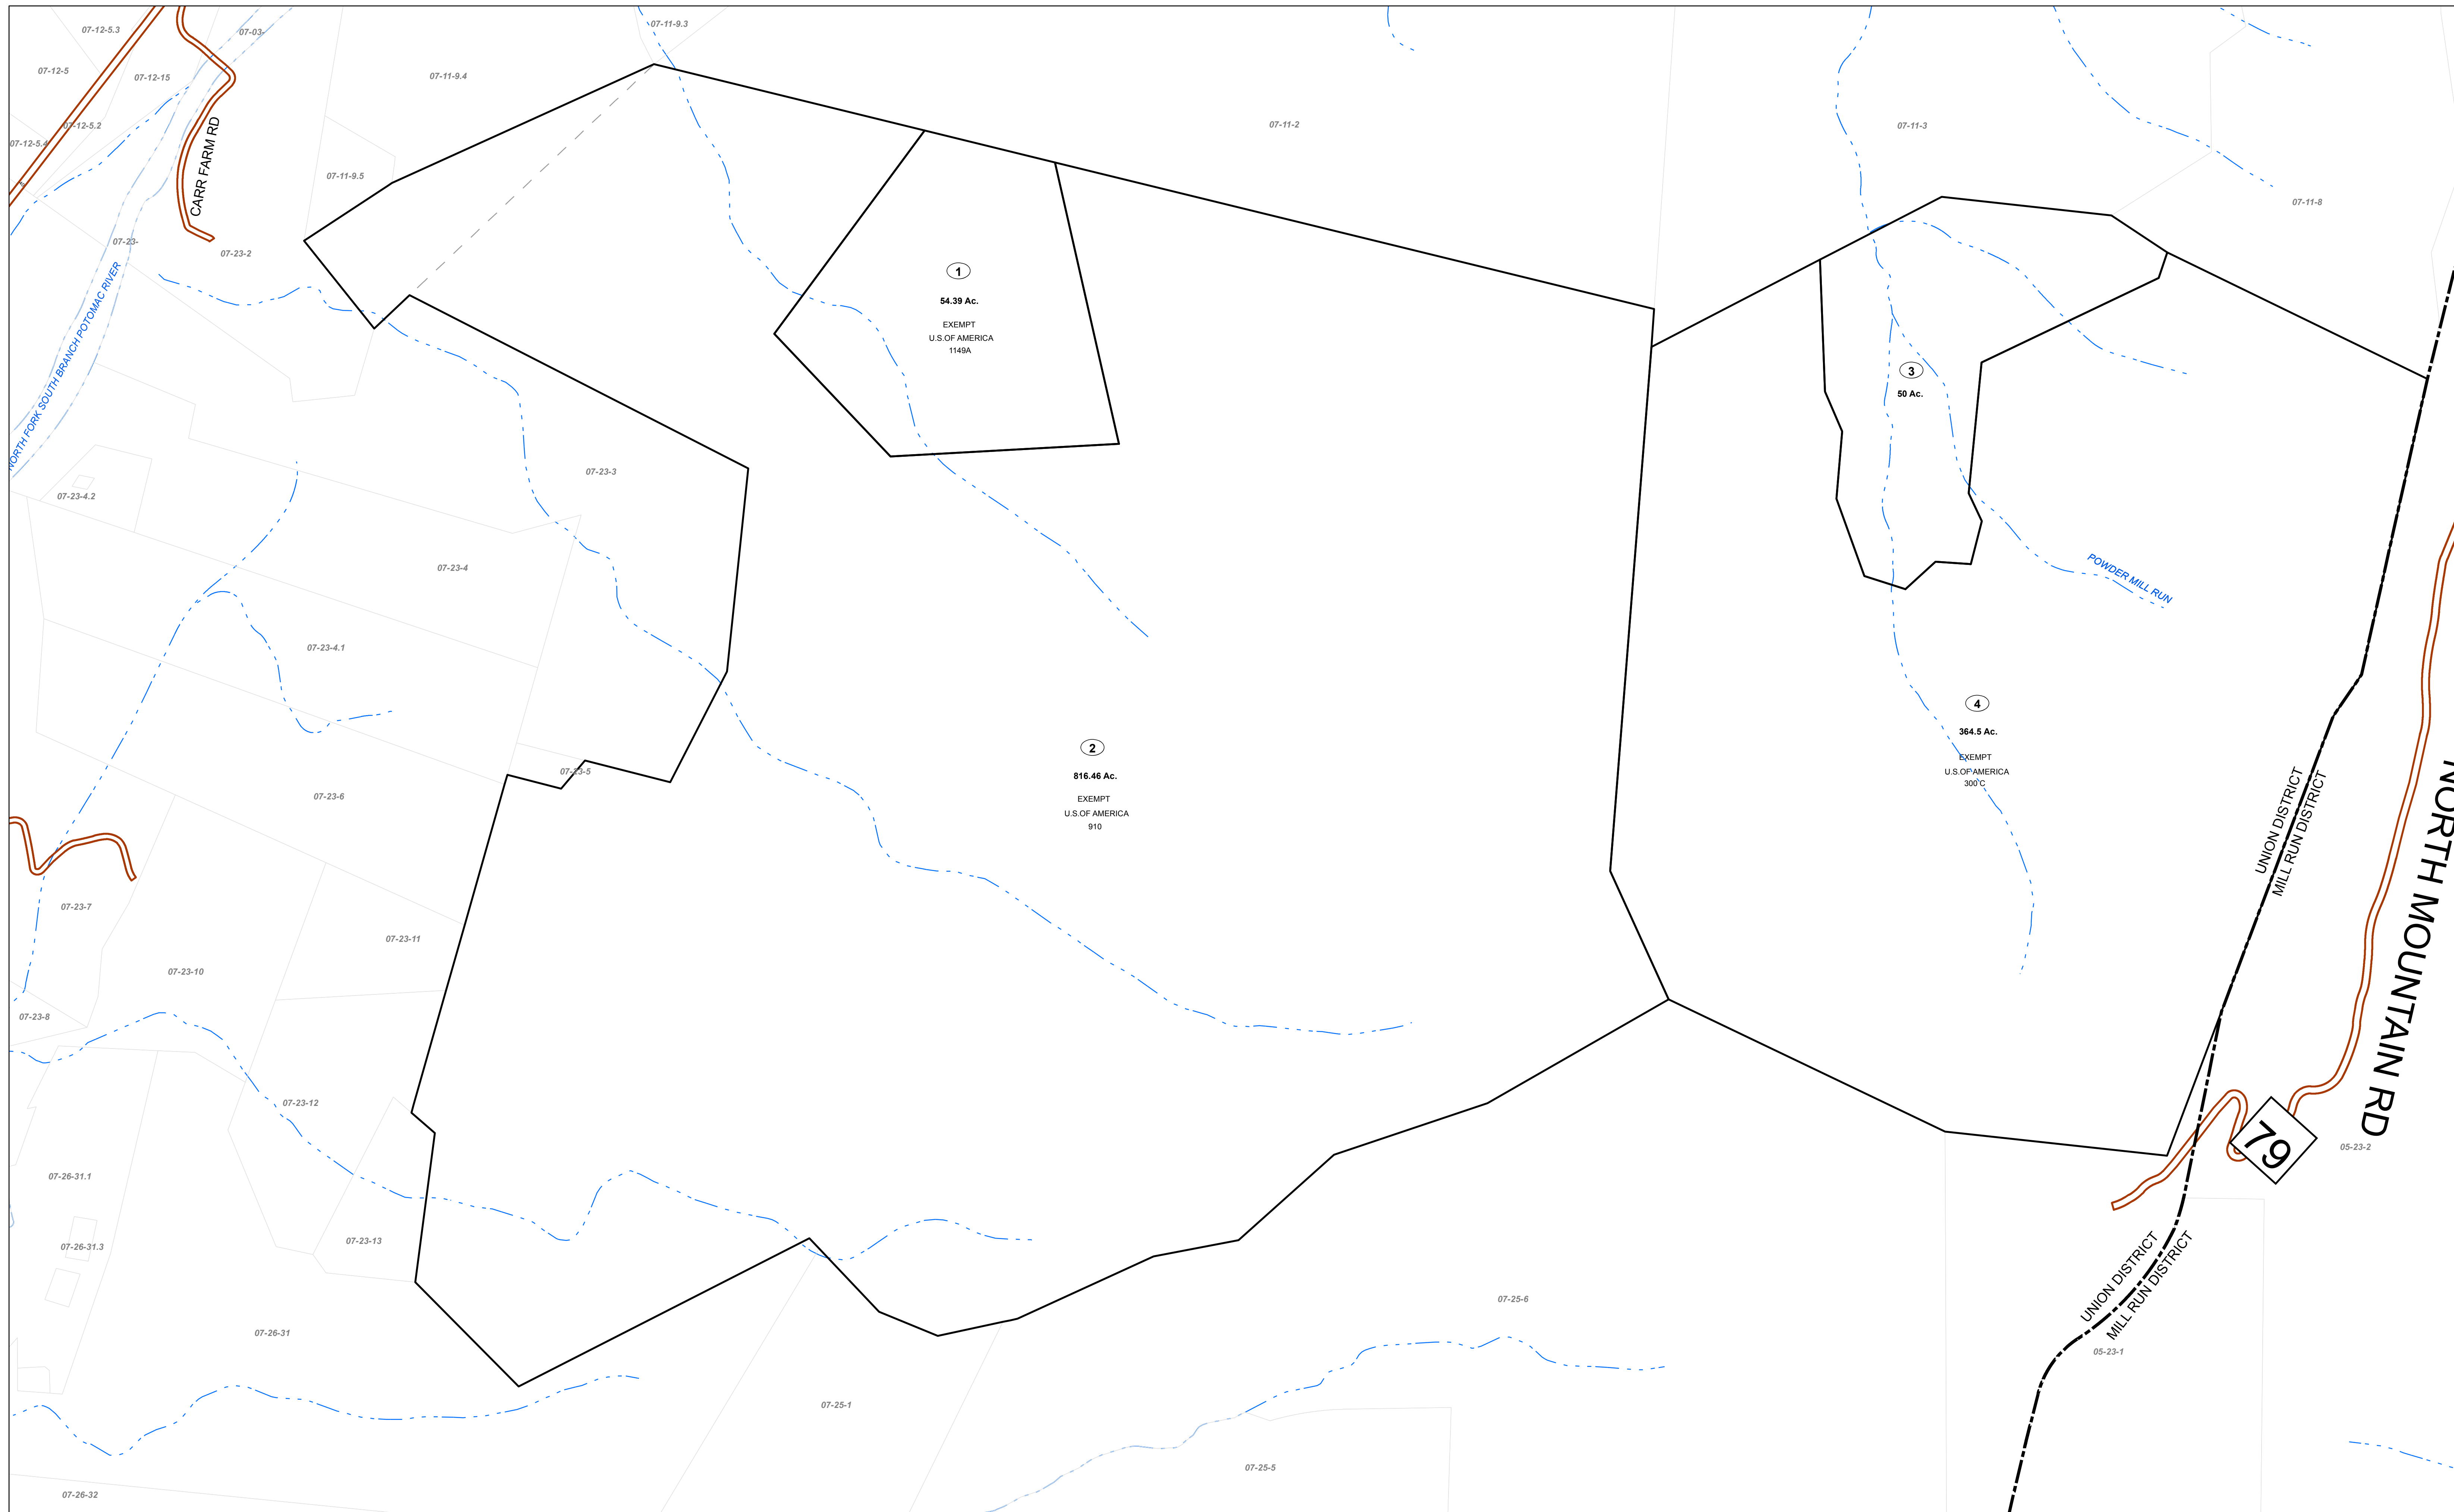 07-12-5.3
07-03-
07-11-9.3
07-12-5
07-12-15
07-11-9.4
07-12-5.2
07-11-2
07-11-3
07-12-5.4
CARR FARM RD
07-11-9.5
07-11-8
07-23-
07-23-2
1
54.39 Ac.
EXEMPT
U.S.OF AMERICA
1149A
NORTH FORK SOUTH BRANCH POTOMAC RIVER
3
50 Ac.
07-23-3
07-23-4.2
07-23-4
POWDER MILL RUN
07-23-4.1
4
364.5 Ac.
EXEMPT
U.S.OF AMERICA
300 C
2
816.46 Ac.
EXEMPT
U.S.OF AMERICA
910
07-23-5
07-23-6
UNION DISTRICT
MILL RUN DISTRICT
NORTH MOUNTAIN RD
07-23-7
07-23-11
07-23-10
07-23-8
07-23-12
79
05-23-2
07-26-31.1
07-26-31.3
07-23-13
UNION DISTRICT
MILL RUN DISTRICT
07-25-6
07-26-31
05-23-1
07-25-1
07-25-5
07-26-32